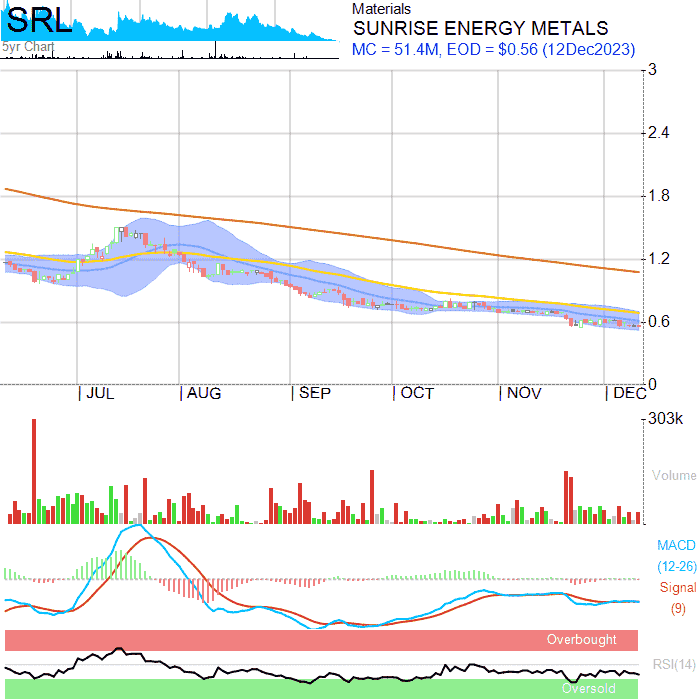 SRL
5yr Chart
Materials
SUNRISE ENERGY METALS
MC = 51.4M, EOD = $0.56 (12Dec2023)
3
2.4
1.8
1.2
0.6
0
JUL AUG SEP OCT NOV DEC
303k
Volume
MACD
(12-26)
Signal
(9)
Overbought
RSI(14)
Oversold